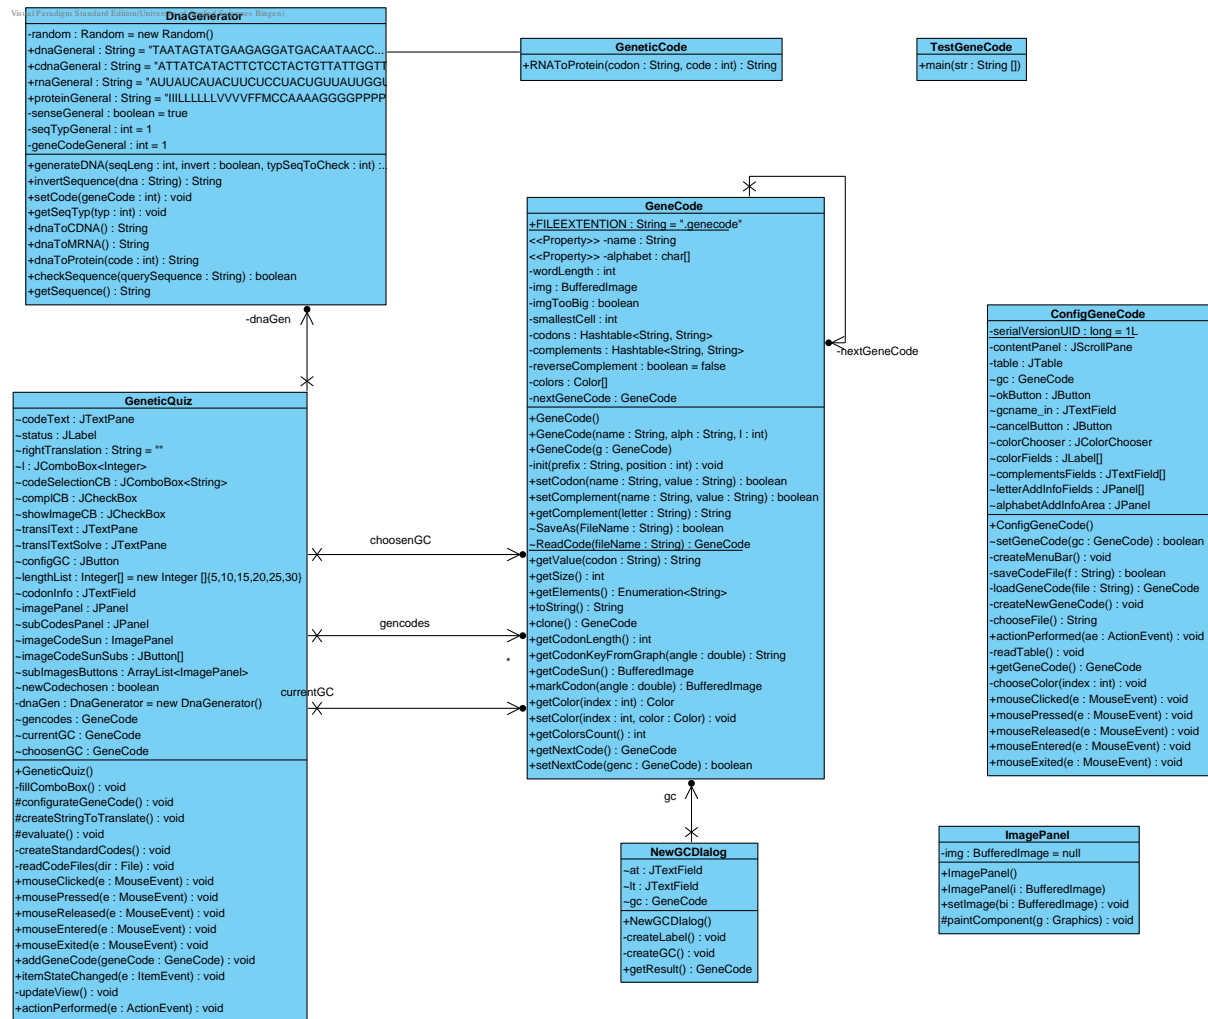 Visual Paradigm Standard Edition(University of Applied Sciences Bingen)
DnaGenerator
-random : Random = new Random()
+dnaGeneral : String = "TAATAGTATGAAGAGGATGACAATAACC...
+cdnaGeneral : String = "ATTATCATACTTCTCCTACTGTTATTGGTT
+rnaGeneral : String = "AUUAUCAUACUUCUCCUACUGUUAUUGGU
+proteinGeneral : String = "IIILLLLLLVVVVFFMCCAAAAGGGGPPPP
-senseGeneral : boolean = true
-seqTypGeneral : int = 1
-geneCodeGeneral : int = 1
+generateDNA(seqLeng : int, invert : boolean, typSeqToCheck : int) :...
+invertSequence(dna : String) : String
+setCode(geneCode : int) : void
+getSeqTyp(typ : int) : void
+dnaToCDNA() : String
+dnaToMRNA() : String
+dnaToProtein(code : int) : String
+checkSequence(querySequence : String) : boolean
+getSequence() : String
GeneticCode
+RNAToProtein(codon : String, code : int) : String
TestGeneCode
+main(str : String [])
-dnaGen
GeneticQuiz
~codeText : JTextPane
~status : JLabel
~rightTranslation : String = ""
~l : JComboBox<Integer>
~codeSelectionCB : JComboBox<String>
~complCB : JCheckBox
~showImageCB : JCheckBox
~translText : JTextPane
~translTextSolve : JTextPane
~configGC : JButton
~lengthList : Integer[] = new Integer []{5,10,15,20,25,30}
~codonInfo : JTextField
~imagePanel : JPanel
~subCodesPanel : JPanel
~imageCodeSun : ImagePanel
~imageCodeSunSubs : JButton[]
~subImagesButtons : ArrayList<ImagePanel>
~newCodechosen : boolean
-dnaGen : DnaGenerator = new DnaGenerator()
~gencodes : GeneCode
~currentGC : GeneCode
~choosenGC : GeneCode
+GeneticQuiz()
-fillComboBox() : void
#configurateGeneCode() : void
#createStringToTranslate() : void
#evaluate() : void
-createStandardCodes() : void
-readCodeFiles(dir : File) : void
+mouseClicked(e : MouseEvent) : void
+mousePressed(e : MouseEvent) : void
+mouseReleased(e : MouseEvent) : void
+mouseEntered(e : MouseEvent) : void
+mouseExited(e : MouseEvent) : void
+addGeneCode(geneCode : GeneCode) : void
+itemStateChanged(e : ItemEvent) : void
-updateView() : void
+actionPerformed(e : ActionEvent) : void
choosenGC
gencodes
*
currentGC
GeneCode
+FILEEXTENTION : String = ".genecode"
<<Property>> -name : String
<<Property>> -alphabet : char[]
-wordLength : int
-img : BufferedImage
-imgTooBig : boolean
-smallestCell : int
-codons : Hashtable<String, String>
-complements : Hashtable<String, String>
-reverseComplement : boolean = false
-colors : Color[]
-nextGeneCode : GeneCode
+GeneCode()
+GeneCode(name : String, alph : String, l : int)
+GeneCode(g : GeneCode)
-init(prefix : String, position : int) : void
+setCodon(name : String, value : String) : boolean
+setComplement(name : String, value : String) : boolean
+getComplement(letter : String) : String
~SaveAs(FileName : String) : boolean
~ReadCode(fileName : String) : GeneCode
+getValue(codon : String) : String
+getSize() : int
+getElements() : Enumeration<String>
+toString() : String
+clone() : GeneCode
+getCodonLength() : int
+getCodonKeyFromGraph(angle : double) : String
+getCodeSun() : BufferedImage
+markCodon(angle : double) : BufferedImage
+getColor(index : int) : Color
+setColor(index : int, color : Color) : void
+getColorsCount() : int
+getNextCode() : GeneCode
+setNextCode(genc : GeneCode) : boolean
-nextGeneCode
gc
NewGCDIalog
~at : JTextField
~lt : JTextField
~gc : GeneCode
+NewGCDIalog()
-createLabel() : void
-createGC() : void
+getResult() : GeneCode
ConfigGeneCode
-serialVersionUID : long = 1L
-contentPanel : JScrollPane
-table : JTable
~gc : GeneCode
~okButton : JButton
~gcname_in : JTextField
~cancelButton : JButton
~colorChooser : JColorChooser
~colorFields : JLabel[]
~complementsFields : JTextField[]
~letterAddInfoFields : JPanel[]
~alphabetAddInfoArea : JPanel
+ConfigGeneCode()
~setGeneCode(gc : GeneCode) : boolean
-createMenuBar() : void
-saveCodeFile(f : String) : boolean
-loadGeneCode(file : String) : GeneCode
-createNewGeneCode() : void
-chooseFile() : String
+actionPerformed(ae : ActionEvent) : void
-readTable() : void
+getGeneCode() : GeneCode
-chooseColor(index : int) : void
+mouseClicked(e : MouseEvent) : void
+mousePressed(e : MouseEvent) : void
+mouseReleased(e : MouseEvent) : void
+mouseEntered(e : MouseEvent) : void
+mouseExited(e : MouseEvent) : void
ImagePanel
-img : BufferedImage = null
+ImagePanel()
+ImagePanel(i : BufferedImage)
+setImage(bi : BufferedImage) : void
#paintComponent(g : Graphics) : void